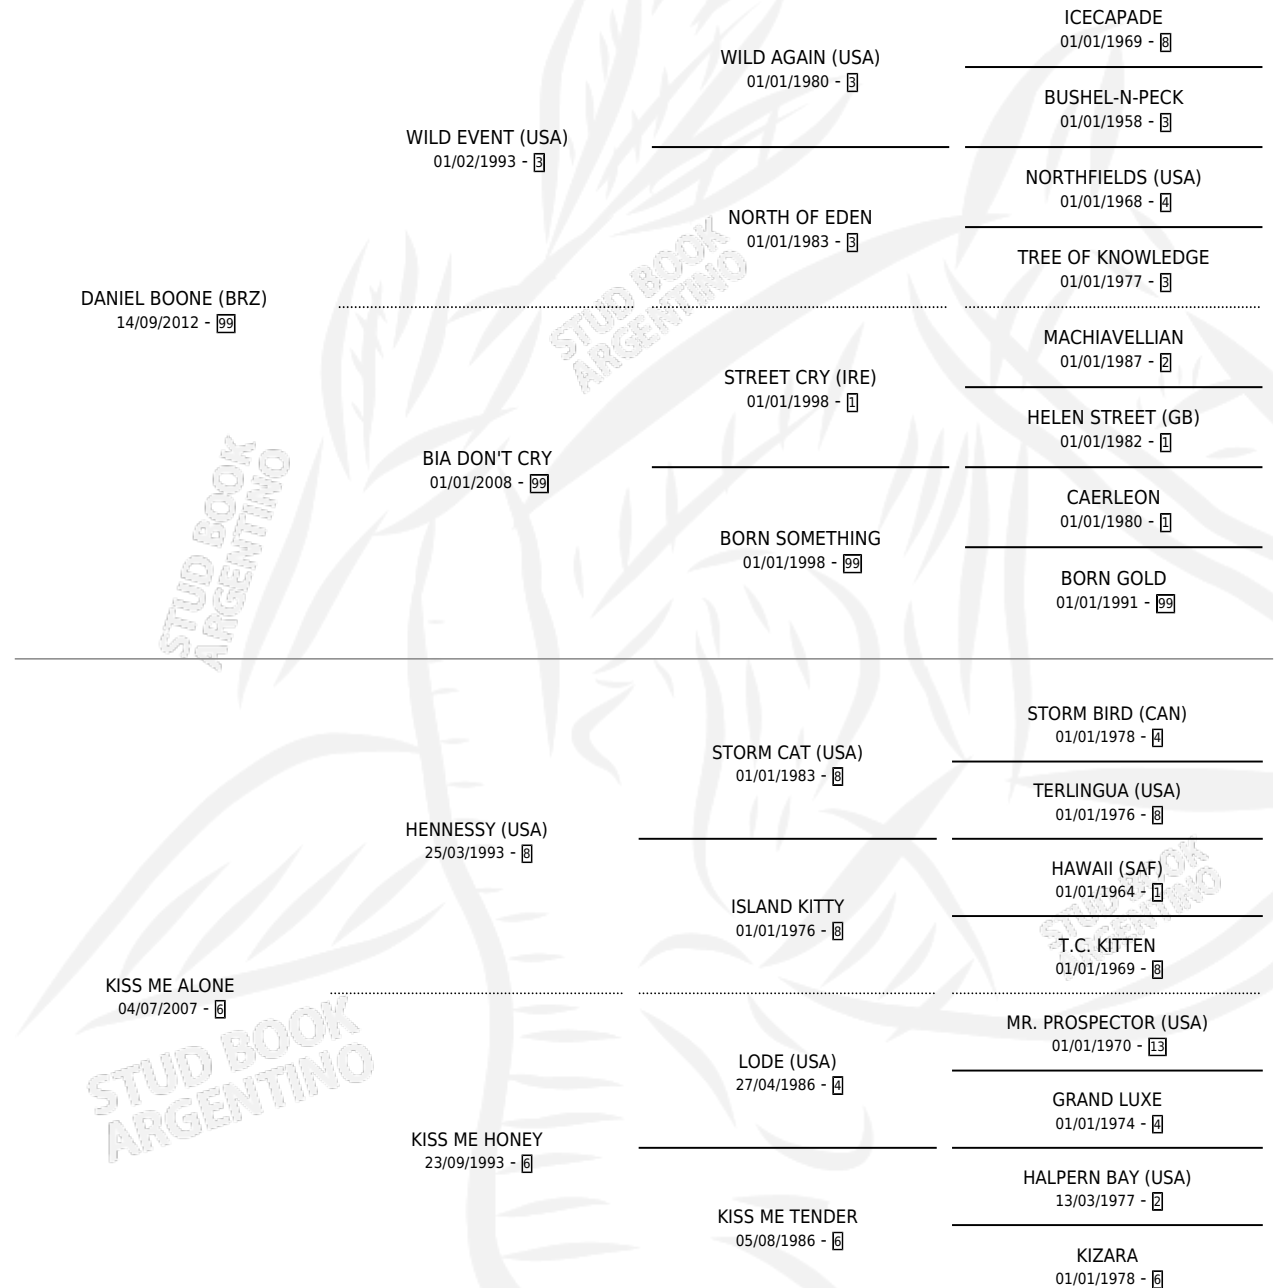 ICECAPADE
01/01/1969 - 8
WILD AGAIN (USA)
01/01/1980 - 3
BUSHEL-N-PECK
01/01/1958 - 3
WILD EVENT (USA)
01/02/1993 - 3
NORTHFIELDS (USA)
01/01/1968 - 4
NORTH OF EDEN
01/01/1983 - 3
TREE OF KNOWLEDGE
01/01/1977 - 3
DANIEL BOONE (BRZ)
14/09/2012 - 99
STUD BOOK
ARGENTINO
MACHIAVELLIAN
01/01/1987 - 2
STREET CRY (IRE)
01/01/1998 - 1
HELEN STREET (GB)
01/01/1982 - 1
BIA DON'T CRY
01/01/2008 - 99
CAERLEON
01/01/1980 - 1
BORN SOMETHING
01/01/1998 - 99
BORN GOLD
01/01/1991 - 99
STUD BOOK
ARGENTINO
STORM BIRD (CAN)
01/01/1978 - 4
STORM CAT (USA)
01/01/1983 - 8
TERLINGUA (USA)
01/01/1976 - 8
HENNESSY (USA)
25/03/1993 - 8
HAWAII (SAF)
01/01/1964 - 1
ISLAND KITTY
01/01/1976 - 8
T.C. KITTEN
01/01/1969 - 8
STUD BOOK
ARGENTINO
KISS ME ALONE
04/07/2007 - 6
MR. PROSPECTOR (USA)
01/01/1970 - 13
LODE (USA)
27/04/1986 - 4
GRAND LUXE
01/01/1974 - 4
STUD BOOK
ARGENTINO
KISS ME HONEY
23/09/1993 - 6
HALPERN BAY (USA)
13/03/1977 - 2
KISS ME TENDER
05/08/1986 - 6
KIZARA
01/01/1978 - 6